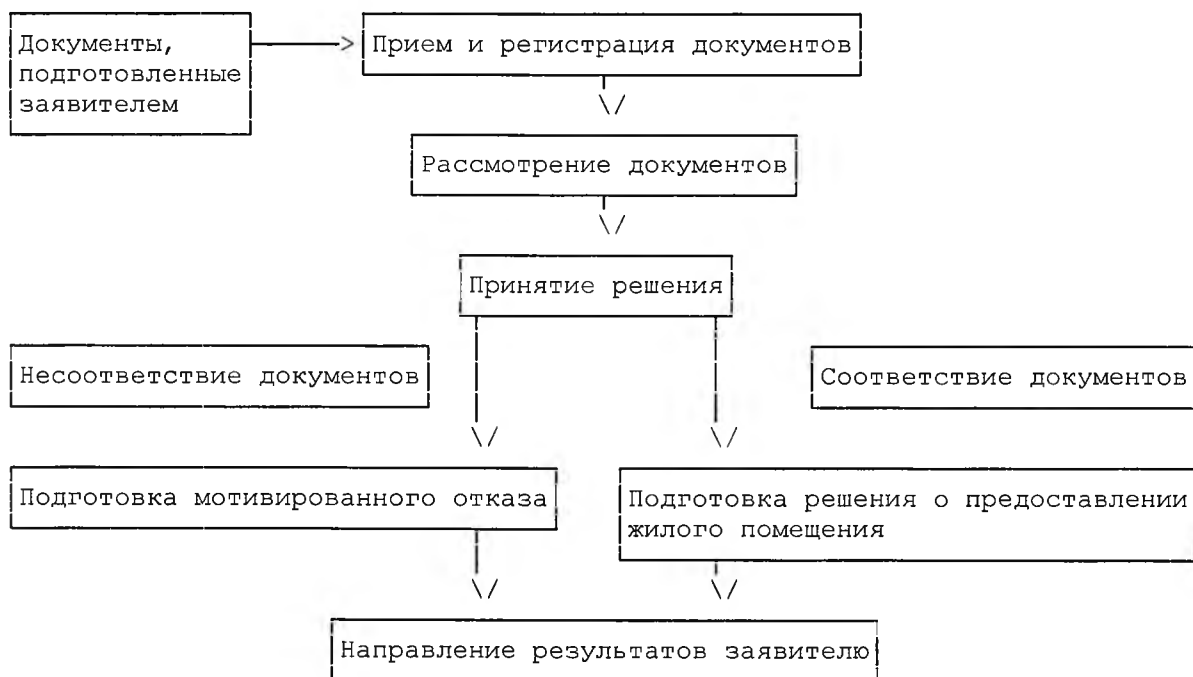 Документы,
подготовленные
заявителем
Прием и регистрация документов
Рассмотрение документов
Принятие решения
Несоответствие документов
Соответствие документов
Подготовка мотивированного отказа
Подготовка решения о предоставлении
жилого помещения
Направление результатов заявителю